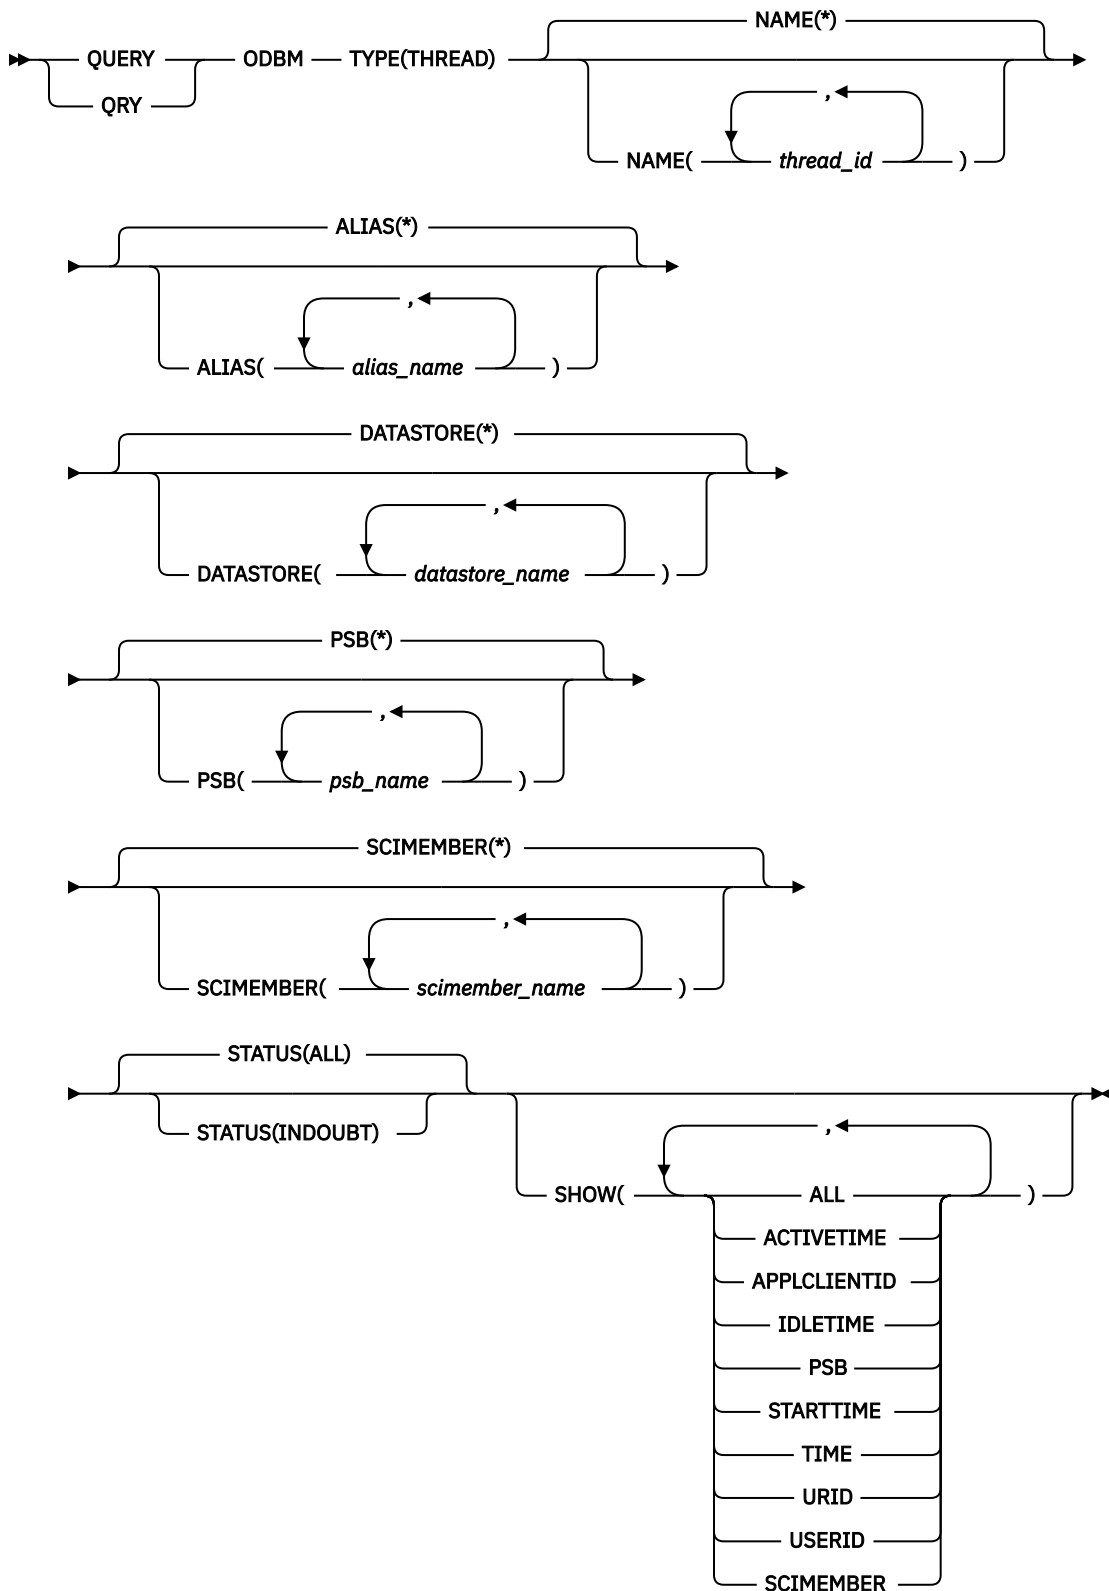 NAME(*)
QUERY ODBM TYPE(THREAD)
QRY
,
NAME( thread_id )
ALIAS(*)
,
ALIAS( alias_name )
DATASTORE(*)
,
DATASTORE( datastore_name )
PSB(*)
,
PSB( psb_name )
SCIMEMBER(*)
,
SCIMEMBER( scimember_name )
STATUS(ALL)
STATUS(INDOUBT)
,
SHOW( ALL )
ACTIVETIME
APPLCLIENTID
IDLETIME
PSB
STARTTIME
TIME
URID
USERID
SCIMEMBER